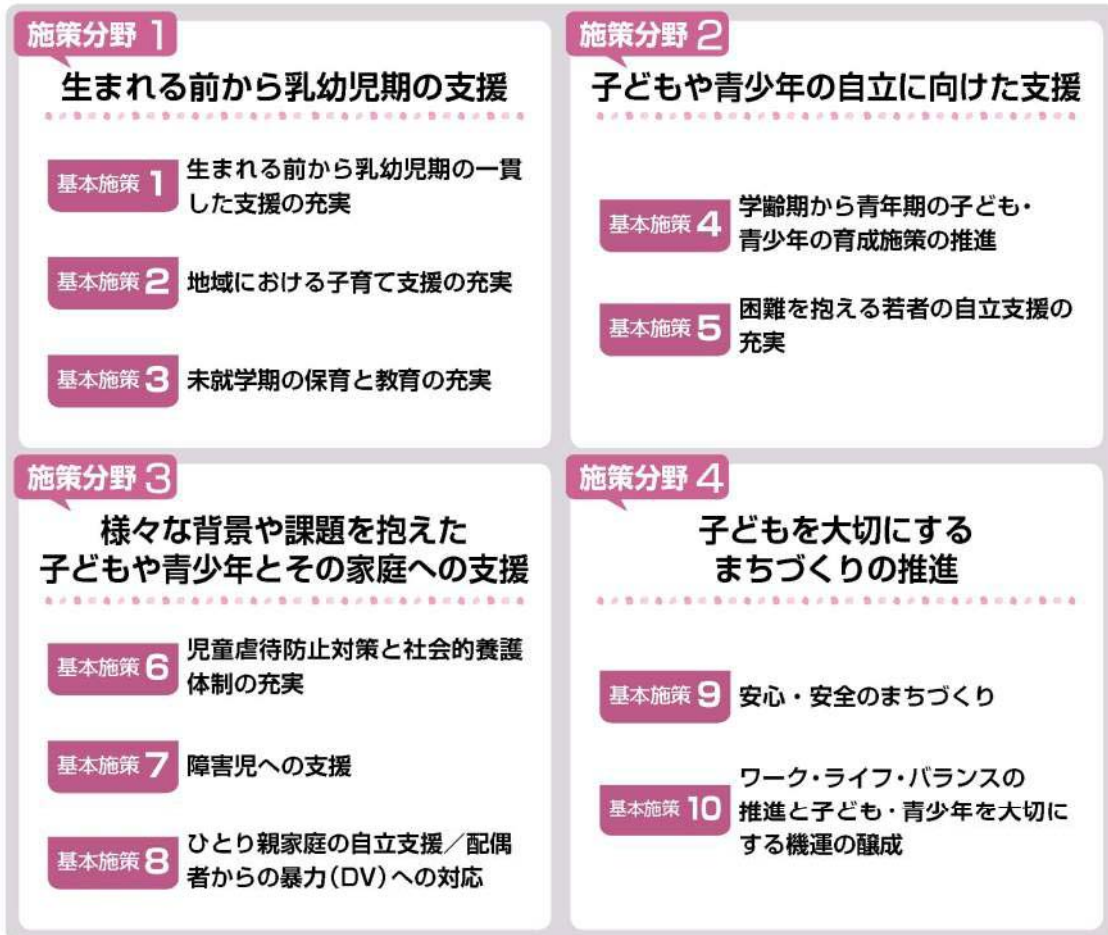 施策分野 1
生まれる前から乳幼児期の支援
基本施策 1
生まれる前から乳幼児期の一貫
した支援の充実
基本施策 2
地域における子育て支援の充実
基本施策 3
未就学期の保育と教育の充実
施策分野 2
子どもや青少年の自立に向けた支援
基本施策 4
学齢期から青年期の子ども・
青少年の育成施策の推進
基本施策 5
困難を抱える若者の自立支援の
充実
施策分野 3
様々な背景や課題を抱えた
子どもや青少年とその家庭への支援
基本施策 6
児童虐待防止対策と社会的養護
体制の充実
基本施策 7
障害児への支援
基本施策 8
ひとり親家庭の自立支援／配偶
者からの暴力(DV)への対応
施策分野 4
子どもを大切にする
まちづくりの推進
基本施策 9
安心・安全のまちづくり
基本施策 10
ワーク・ライフ・バランスの
推進と子ども・青少年を大切に
する機運の醸成